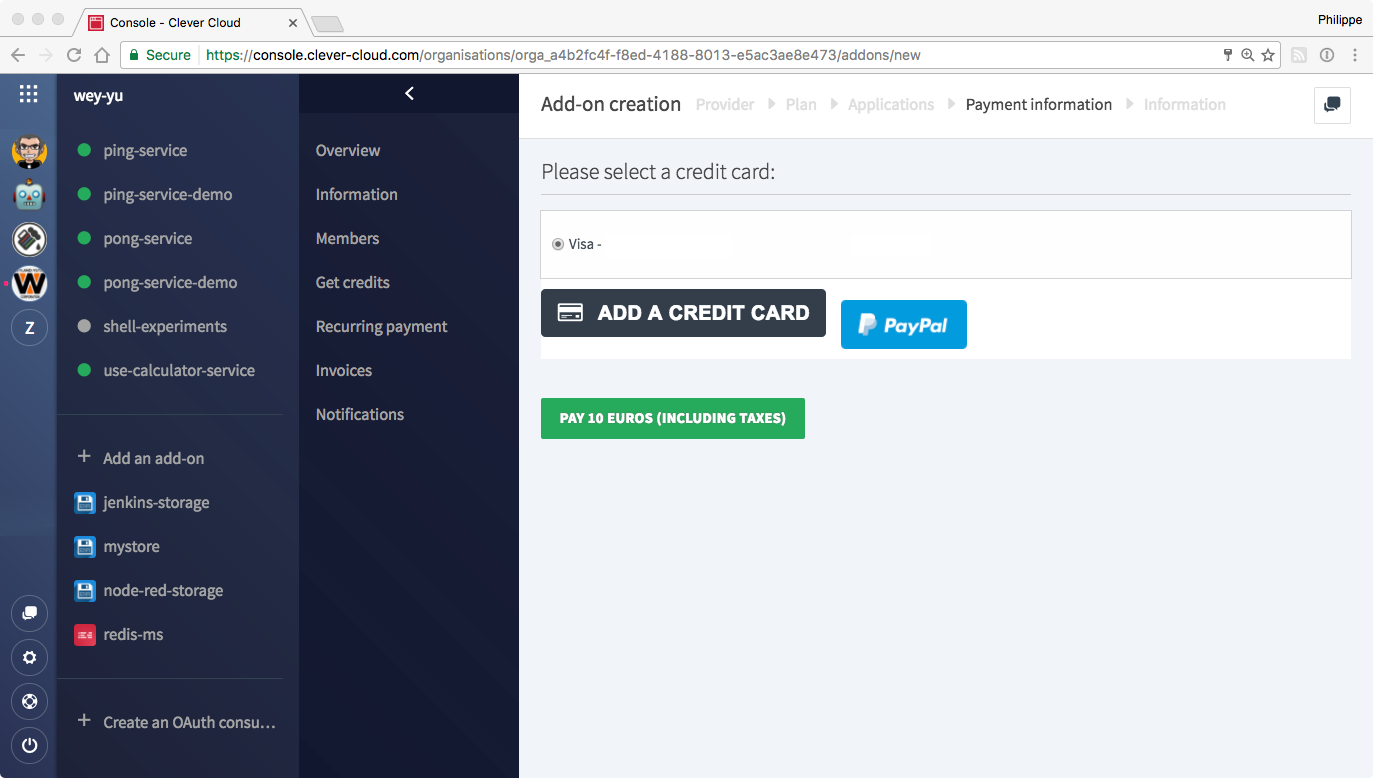 Console - Clever Cloud
Philippe
Secure https://console.clever-cloud.com/organisations/orga_a4b2fc4f-f8ed-4188-8013-e5ac3ae8e473/addons/new
wey-yu
ping-service
ping-service-demo
pong-service
pong-service-demo
shell-experiments
use-calculator-service
+ Add an add-on
jenkins-storage
mystore
node-red-storage
redis-ms
+ Create an OAuth consu...
W
Z
Overview
Information
Members
Get credits
Recurring payment
Invoices
Notifications
Add-on creation Provider Plan Applications Payment information Information
Please select a credit card:
Visa -
ADD A CREDIT CARD
PayPal
PAY 10 EUROS (INCLUDING TAXES)